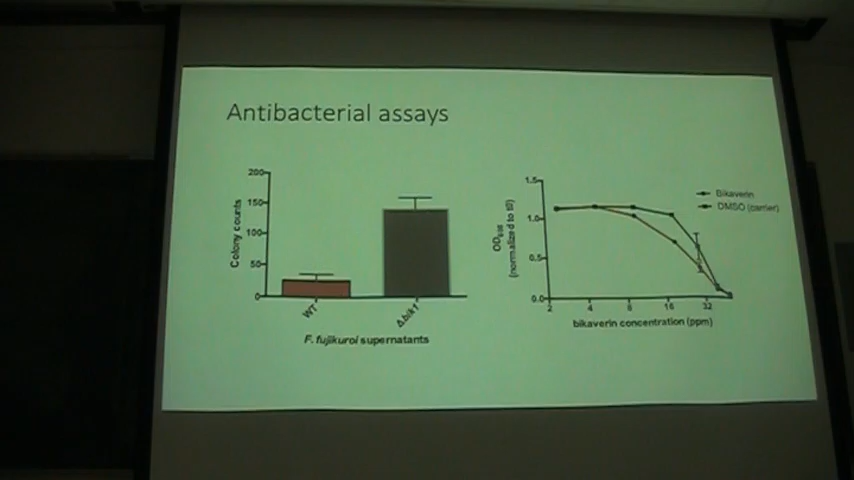 Antibacterial assays
200
150
100
50
0
Colony counts
WT
Δbik1
F. fujikuroi supernatants
1.5
1.0
0.5
0.0
(normalized to t0)
2
4
8
16
32
bikaverin concentration (ppm)
Bikaverin
DMSO (carrier)